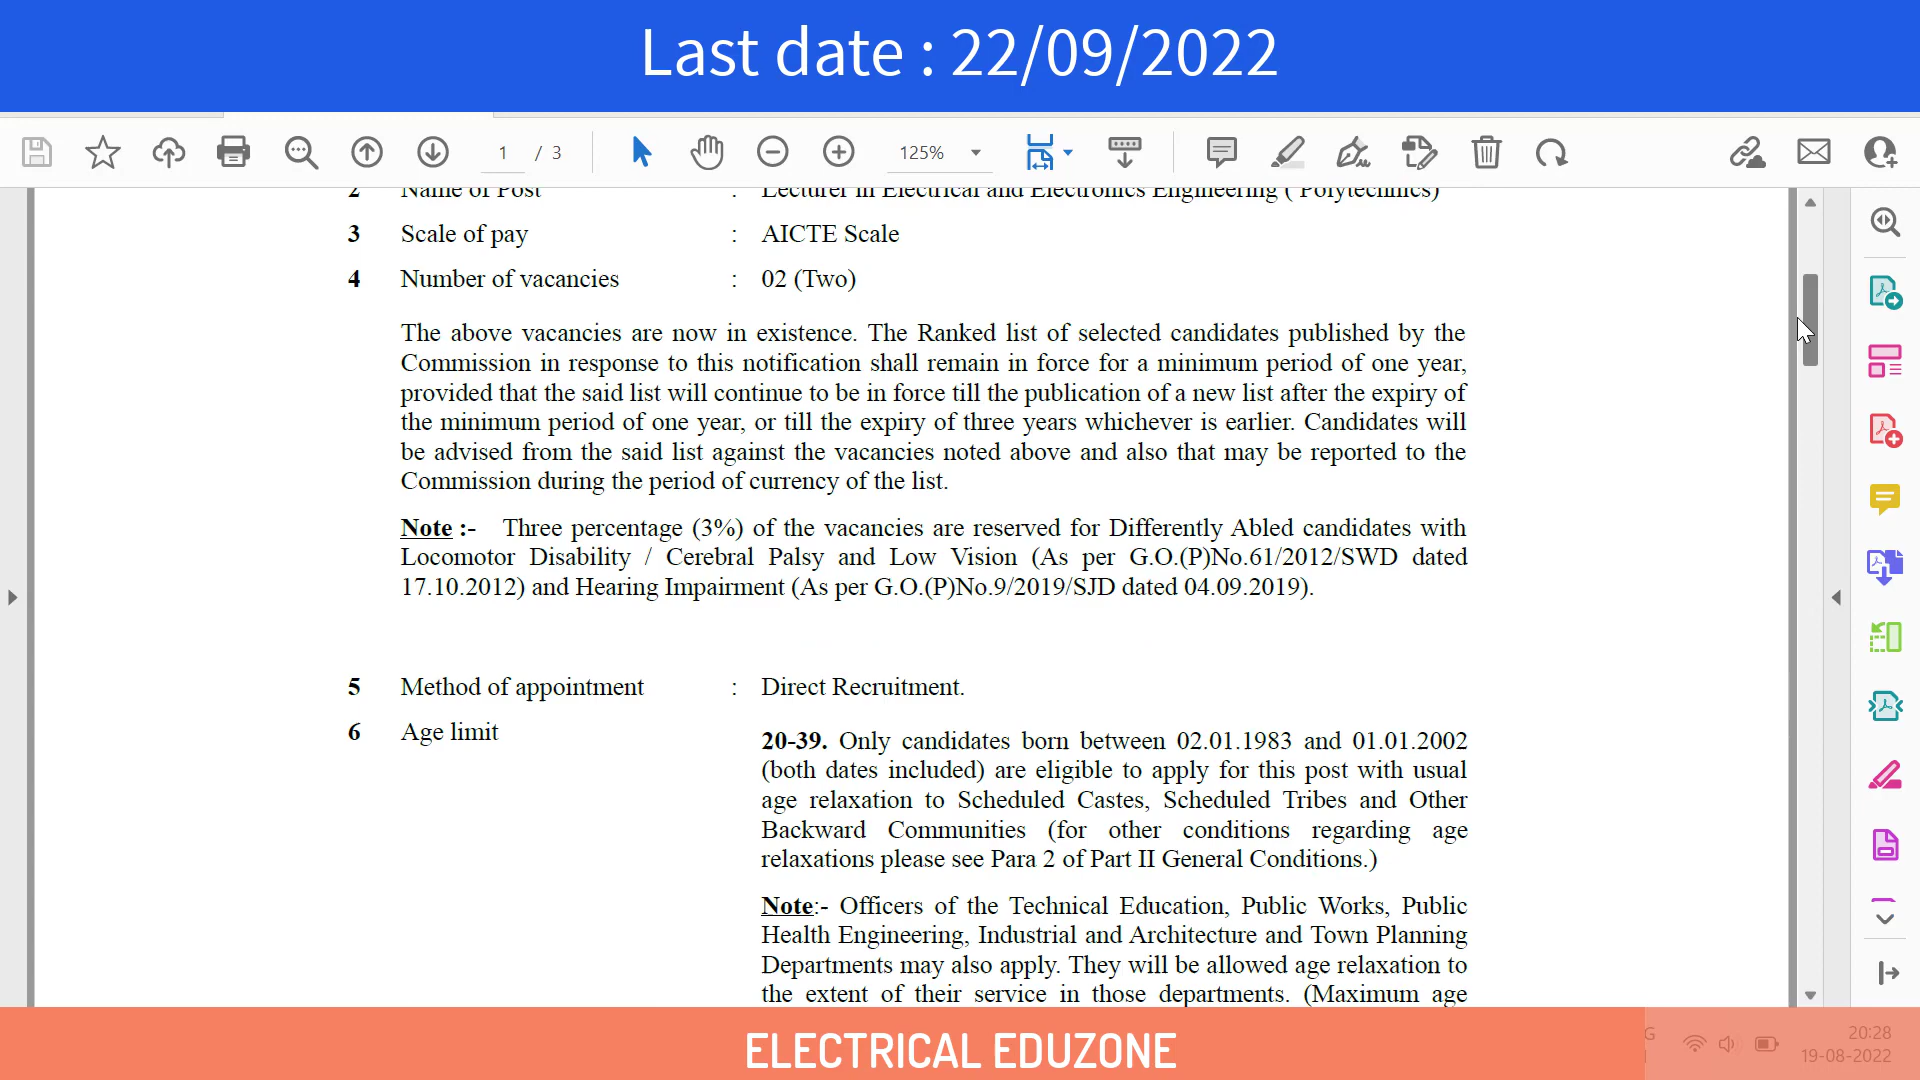 Last date : 22/09/2022
1 / 3
125%
2 Name of Post : Lecturer in Electrical and Electronics Engineering ( Polytechnics)
3 Scale of pay : AICTE Scale
4 Number of vacancies : 02 (Two)
The above vacancies are now in existence. The Ranked list of selected candidates published by the
Commission in response to this notification shall remain in force for a minimum period of one year,
provided that the said list will continue to be in force till the publication of a new list after the expiry of
the minimum period of one year, or till the expiry of three years whichever is earlier. Candidates will
be advised from the said list against the vacancies noted above and also that may be reported to the
Commission during the period of currency of the list.
Note :- Three percentage (3%) of the vacancies are reserved for Differently Abled candidates with
Locomotor Disability / Cerebral Palsy and Low Vision (As per G.O.(P)No.61/2012/SWD dated
17.10.2012) and Hearing Impairment (As per G.O.(P)No.9/2019/SJD dated 04.09.2019).
5 Method of appointment : Direct Recruitment.
6 Age limit
20-39. Only candidates born between 02.01.1983 and 01.01.2002
(both dates included) are eligible to apply for this post with usual
age relaxation to Scheduled Castes, Scheduled Tribes and Other
Backward Communities (for other conditions regarding age
relaxations please see Para 2 of Part II General Conditions.)
Note:- Officers of the Technical Education, Public Works, Public
Health Engineering, Industrial and Architecture and Town Planning
Departments may also apply. They will be allowed age relaxation to
the extent of their service in those departments. (Maximum age
ELECTRICAL EDUZONE
20:28
19-08-2022